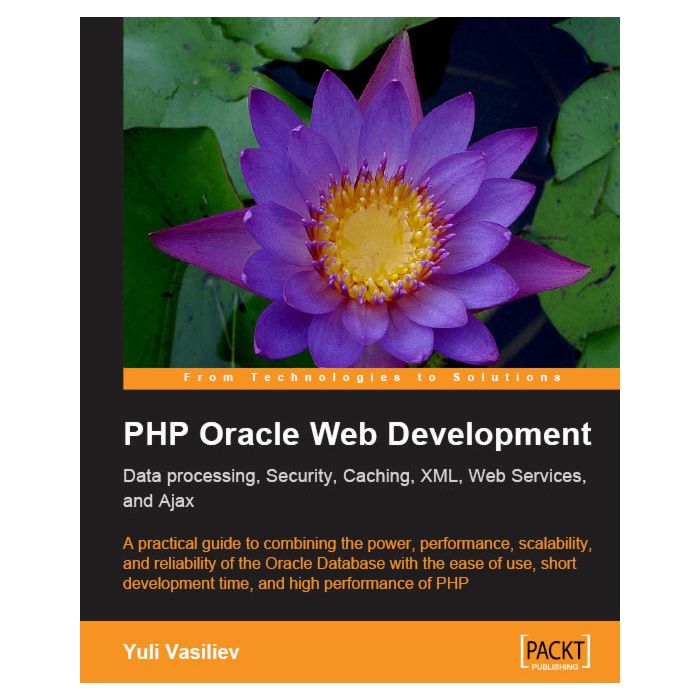 From Technologies to Solutions
PHP Oracle Web Development
Data processing, Security, Caching, XML, Web Services,
and Ajax
A practical guide to combining the power, performance, scalability,
and reliability of the Oracle Database with the ease of use, short
development time, and high performance of PHP
Yuli Vasiliev
PACKT
PUBLISHING